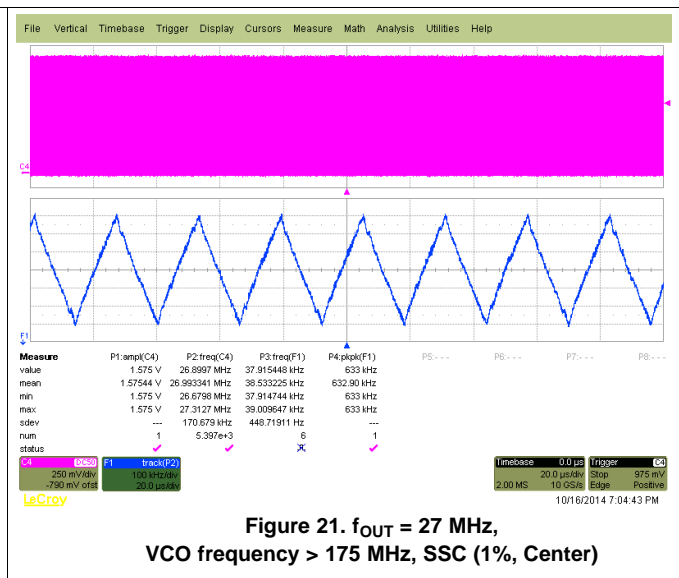 File Vertical Timebase Trigger Display Cursors Measure Math Analysis Utilities Help
C4
F1
Measure P1:ampl(C4) P2:freq(C4) P3:freq(F1) P4:pkpk(F1) P5:- - - P6:- - - P7:- - - P8:- - -
value 1.575 V 26.8997 MHz 37.915448 kHz 633 kHz
mean 1.57544 V 26.993341 MHz 38.533225 kHz 632.90 kHz
min 1.575 V 26.6798 MHz 37.914744 kHz 633 kHz
max 1.575 V 27.3127 MHz 39.009647 kHz 633 kHz
sdev --- 170.679 kHz 448.71911 Hz ---
num 1 5.397e+3 6 1
status
C4 DC50 F1 track(P2) Timebase 0.0 µs Trigger C4
250 mV/div 100 kHz/div 20.0 µs/div Stop 975 mV
-790 mV ofst 20.0 µs/div 2.00 MS 10 GS/s Edge Positive
LeCroy 10/16/2014 7:04:43 PM
Figure 21. fOUT = 27 MHz,
VCO frequency > 175 MHz, SSC (1%, Center)